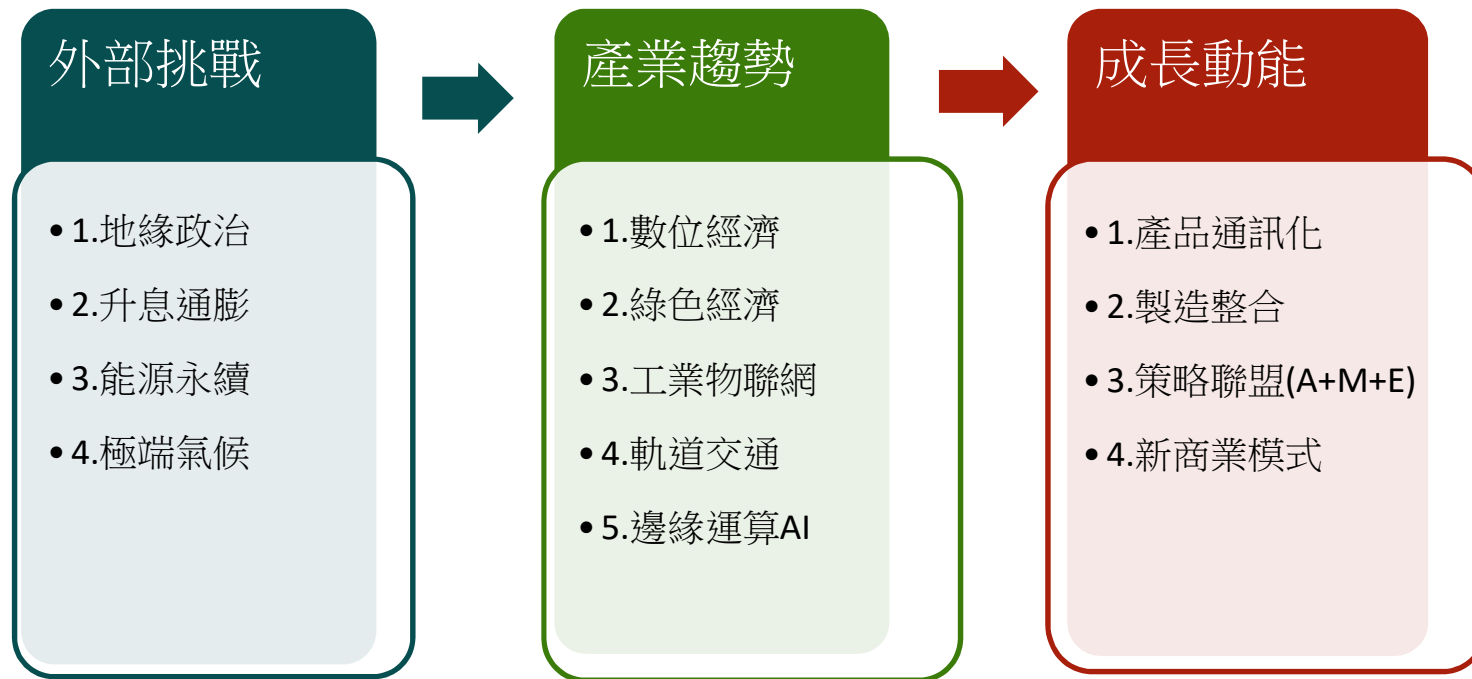 外部挑戰
• 1.地緣政治
• 2.升息通膨
• 3.能源永續
• 4.極端氣候
產業趨勢
• 1.數位經濟
• 2.綠色經濟
• 3.工業物聯網
• 4.軌道交通
• 5.邊緣運算AI
成長動能
• 1.產品通訊化
• 2.製造整合
• 3.策略聯盟(A+M+E)
• 4.新商業模式